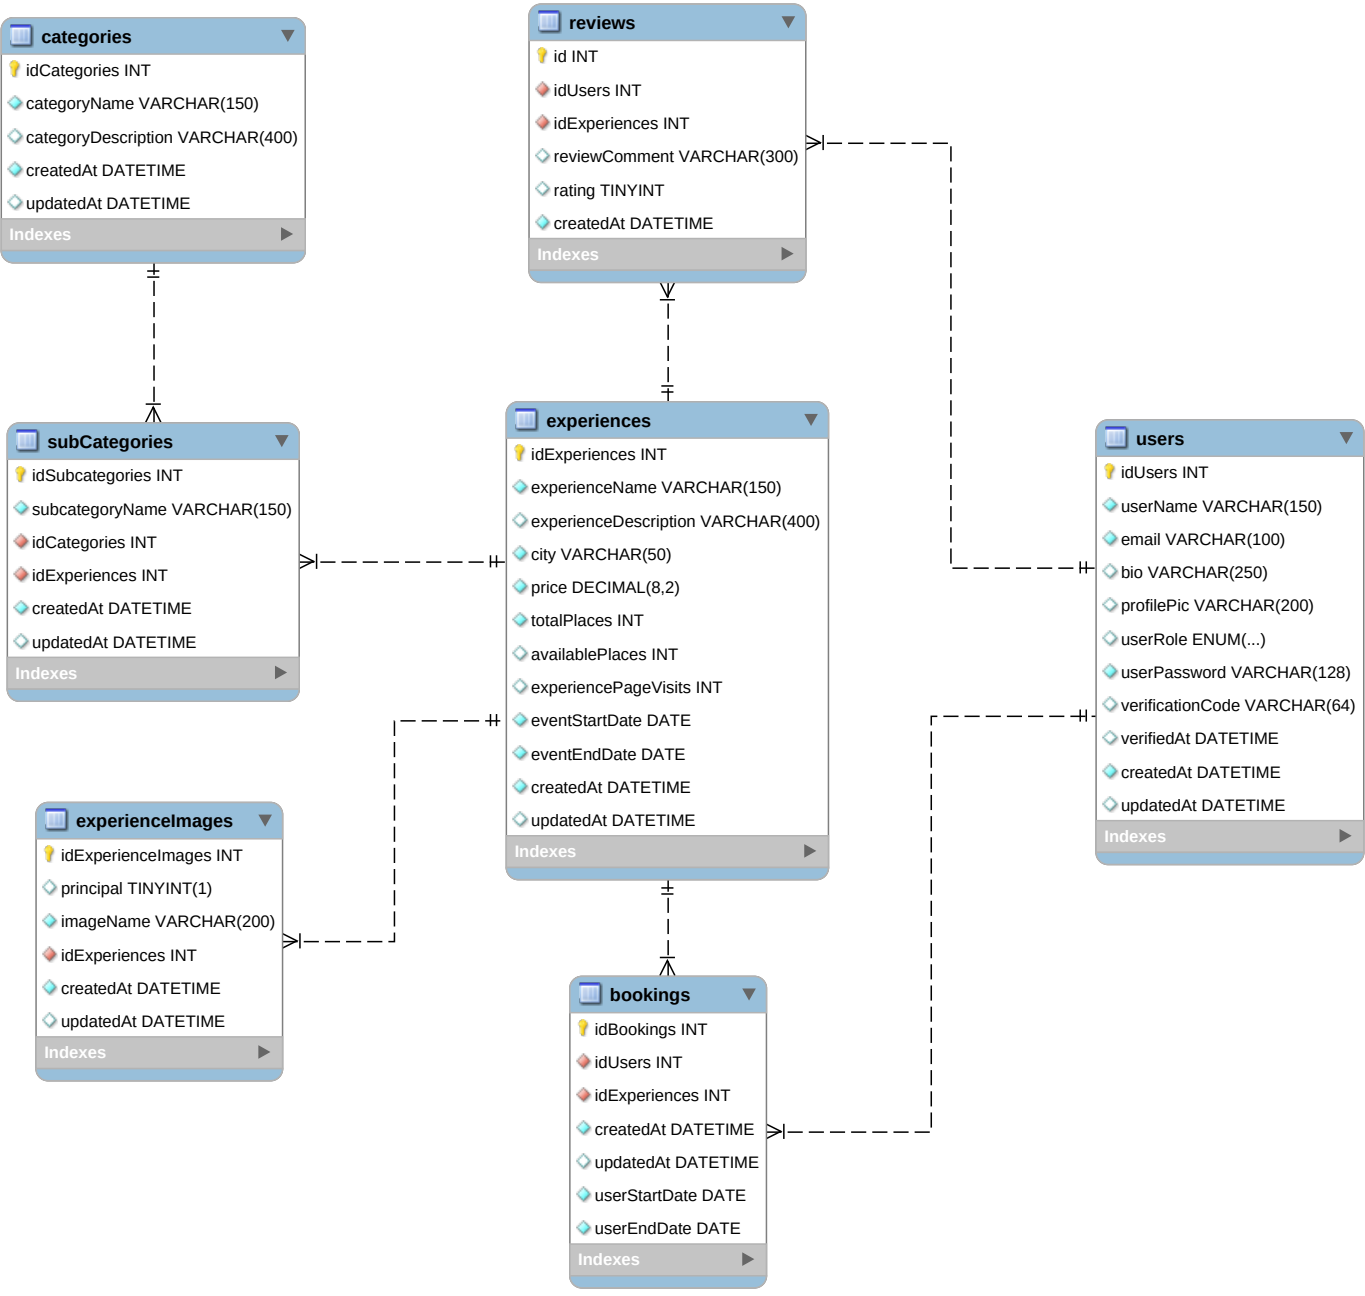 categories
idCategories INT
categoryName VARCHAR(150)
categoryDescription VARCHAR(400)
createdAt DATETIME
updatedAt DATETIME
Indexes
reviews
id INT
idUsers INT
idExperiences INT
reviewComment VARCHAR(300)
rating TINYINT
createdAt DATETIME
Indexes
subCategories
idSubcategories INT
subcategoryName VARCHAR(150)
idCategories INT
idExperiences INT
createdAt DATETIME
updatedAt DATETIME
Indexes
experiences
idExperiences INT
experienceName VARCHAR(150)
experienceDescription VARCHAR(400)
city VARCHAR(50)
price DECIMAL(8,2)
totalPlaces INT
availablePlaces INT
experiencePageVisits INT
eventStartDate DATE
eventEndDate DATE
createdAt DATETIME
updatedAt DATETIME
Indexes
users
idUsers INT
userName VARCHAR(150)
email VARCHAR(100)
bio VARCHAR(250)
profilePic VARCHAR(200)
userRole ENUM(...)
userPassword VARCHAR(128)
verificationCode VARCHAR(64)
verifiedAt DATETIME
createdAt DATETIME
updatedAt DATETIME
Indexes
experienceImages
idExperienceImages INT
principal TINYINT(1)
imageName VARCHAR(200)
idExperiences INT
createdAt DATETIME
updatedAt DATETIME
Indexes
bookings
idBookings INT
idUsers INT
idExperiences INT
createdAt DATETIME
updatedAt DATETIME
userStartDate DATE
userEndDate DATE
Indexes